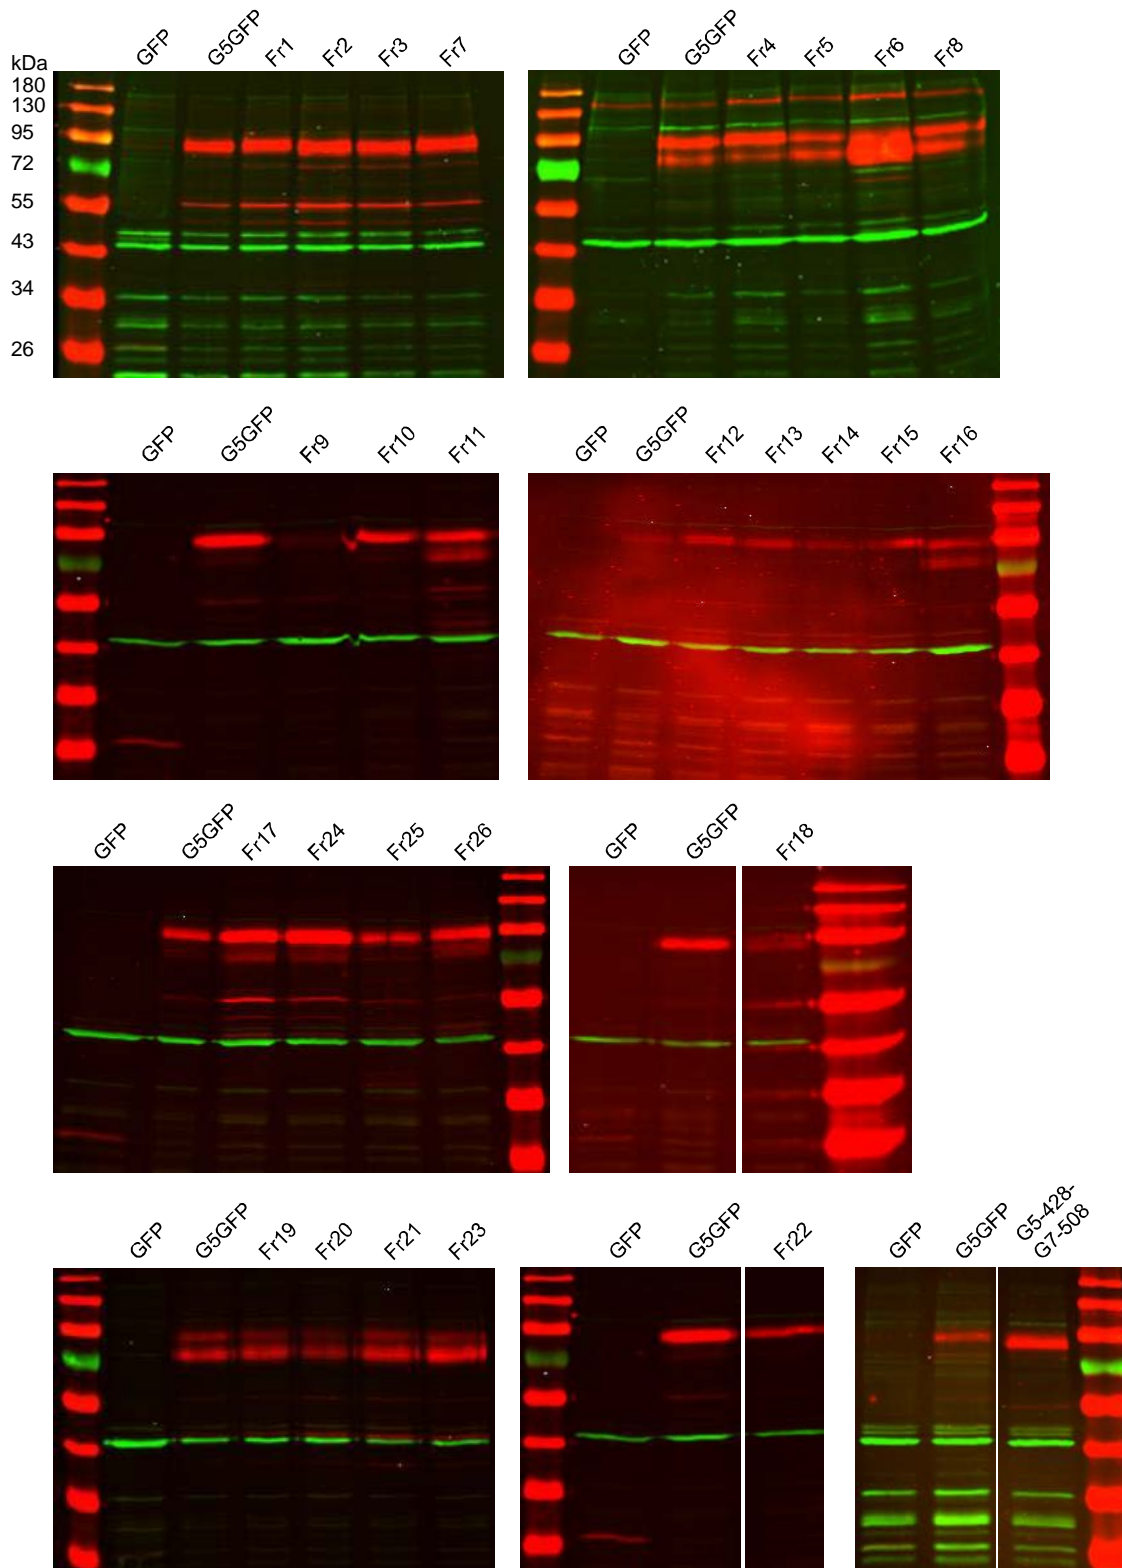 GFP G5GFP Fr1 Fr2 Fr3 Fr7 GFP G5GFP Fr4 Fr5 Fr6 Fr8
kDa
180
130
95
72
55
43
34
26
GFP G5GFP Fr9 Fr10 Fr11 GFP G5GFP Fr12 Fr13 Fr14 Fr15 Fr16
GFP G5GFP Fr17 Fr24 Fr25 Fr26 GFP G5GFP Fr18
GFP G5GFP Fr19 Fr20 Fr21 Fr23 GFP G5GFP Fr22 GFP G5GFP G5-428-
G7-508